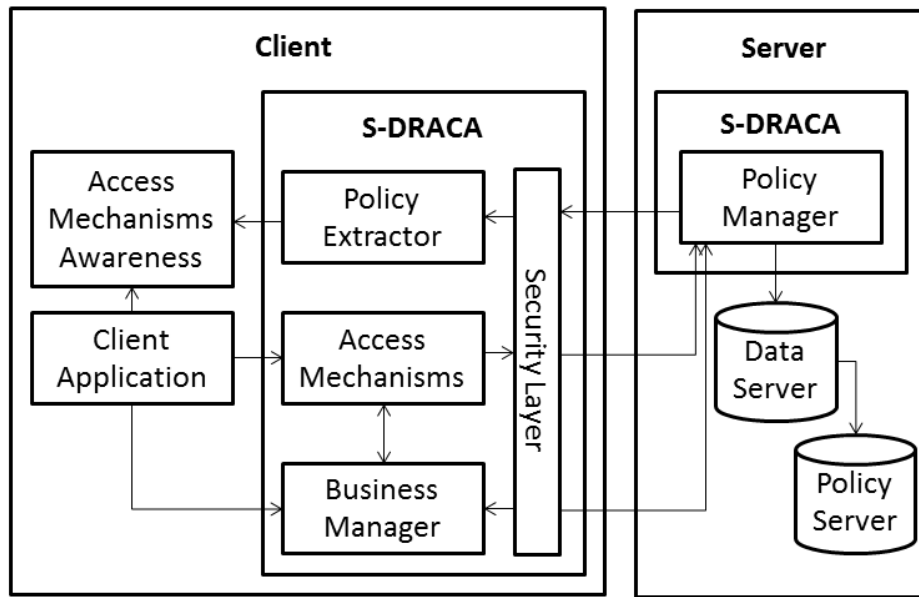 Client
S-DRACA
Access
Mechanisms
Awareness
Policy
Extractor
Client
Application
Access
Mechanisms
Business
Manager
Security Layer
Server
S-DRACA
Policy
Manager
Data
Server
Policy
Server